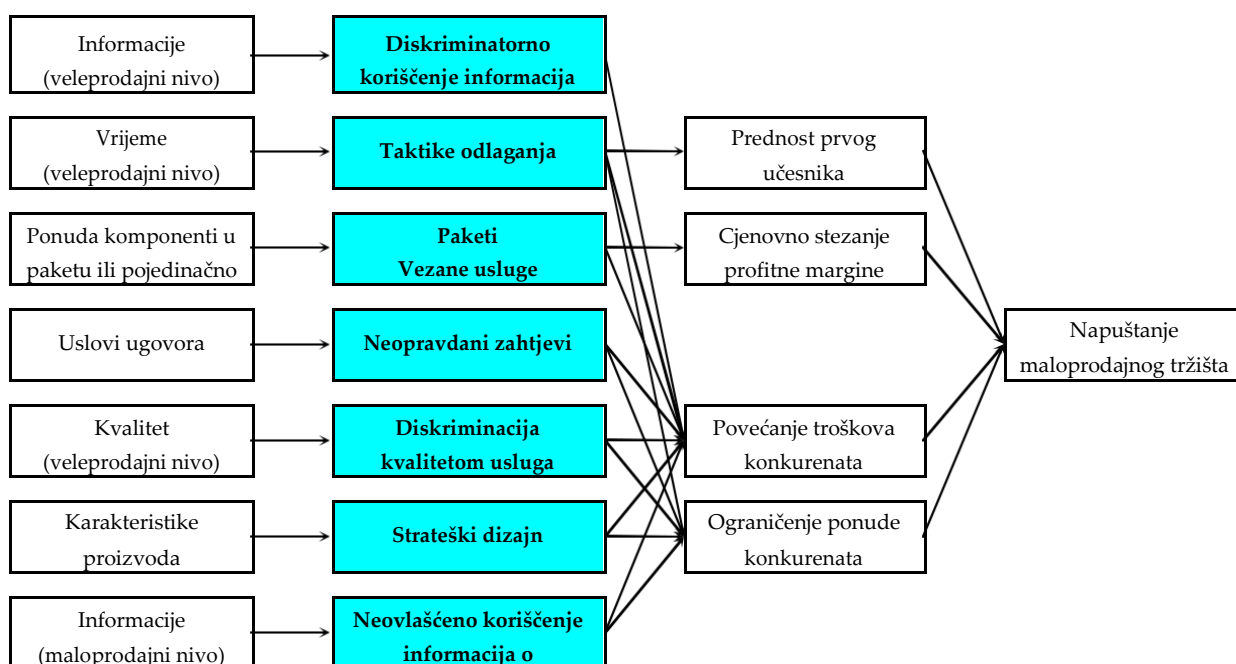 Informacije
(veleprodajni nivo)
Diskriminatorno
koriščenje informacija
Vrijeme
(veleprodajni nivo)
Taktike odlaganja
Prednost prvog
učesnika
Ponuda komponenti u
paketu ili pojedinačno
Paketi
Vezane usluge
Cjenovno stezanje
profitne margine
Uslovi ugovora
Neopravdani zahtjevi
Napuštanje
maloprodajnog tržišta
Kvalitet
(veleprodajni nivo)
Diskriminacija
kvalitetom usluga
Povećanje troškova
konkurenata
Karakteristike
proizvoda
Strateški dizajn
Ograničenje ponude
konkurenata
Informacije
(maloprodajni nivo)
Neovlašćeno koriščenje
informacija o